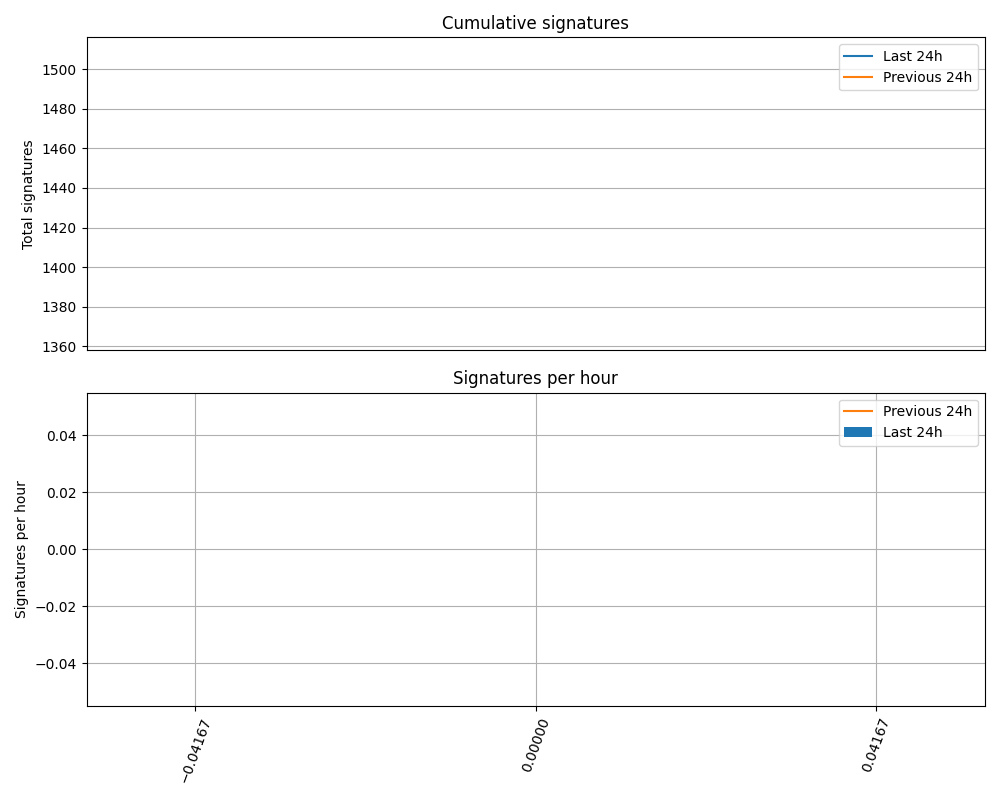 Cumulative signatures
Last 24h
Previous 24h
1500
1480
1460
1440
1420
1400
1380
1360
Total signatures
Signatures per hour
Previous 24h
Last 24h
0.04
0.02
0.00
−0.02
−0.04
Signatures per hour
−0.04167
0.00000
0.04167